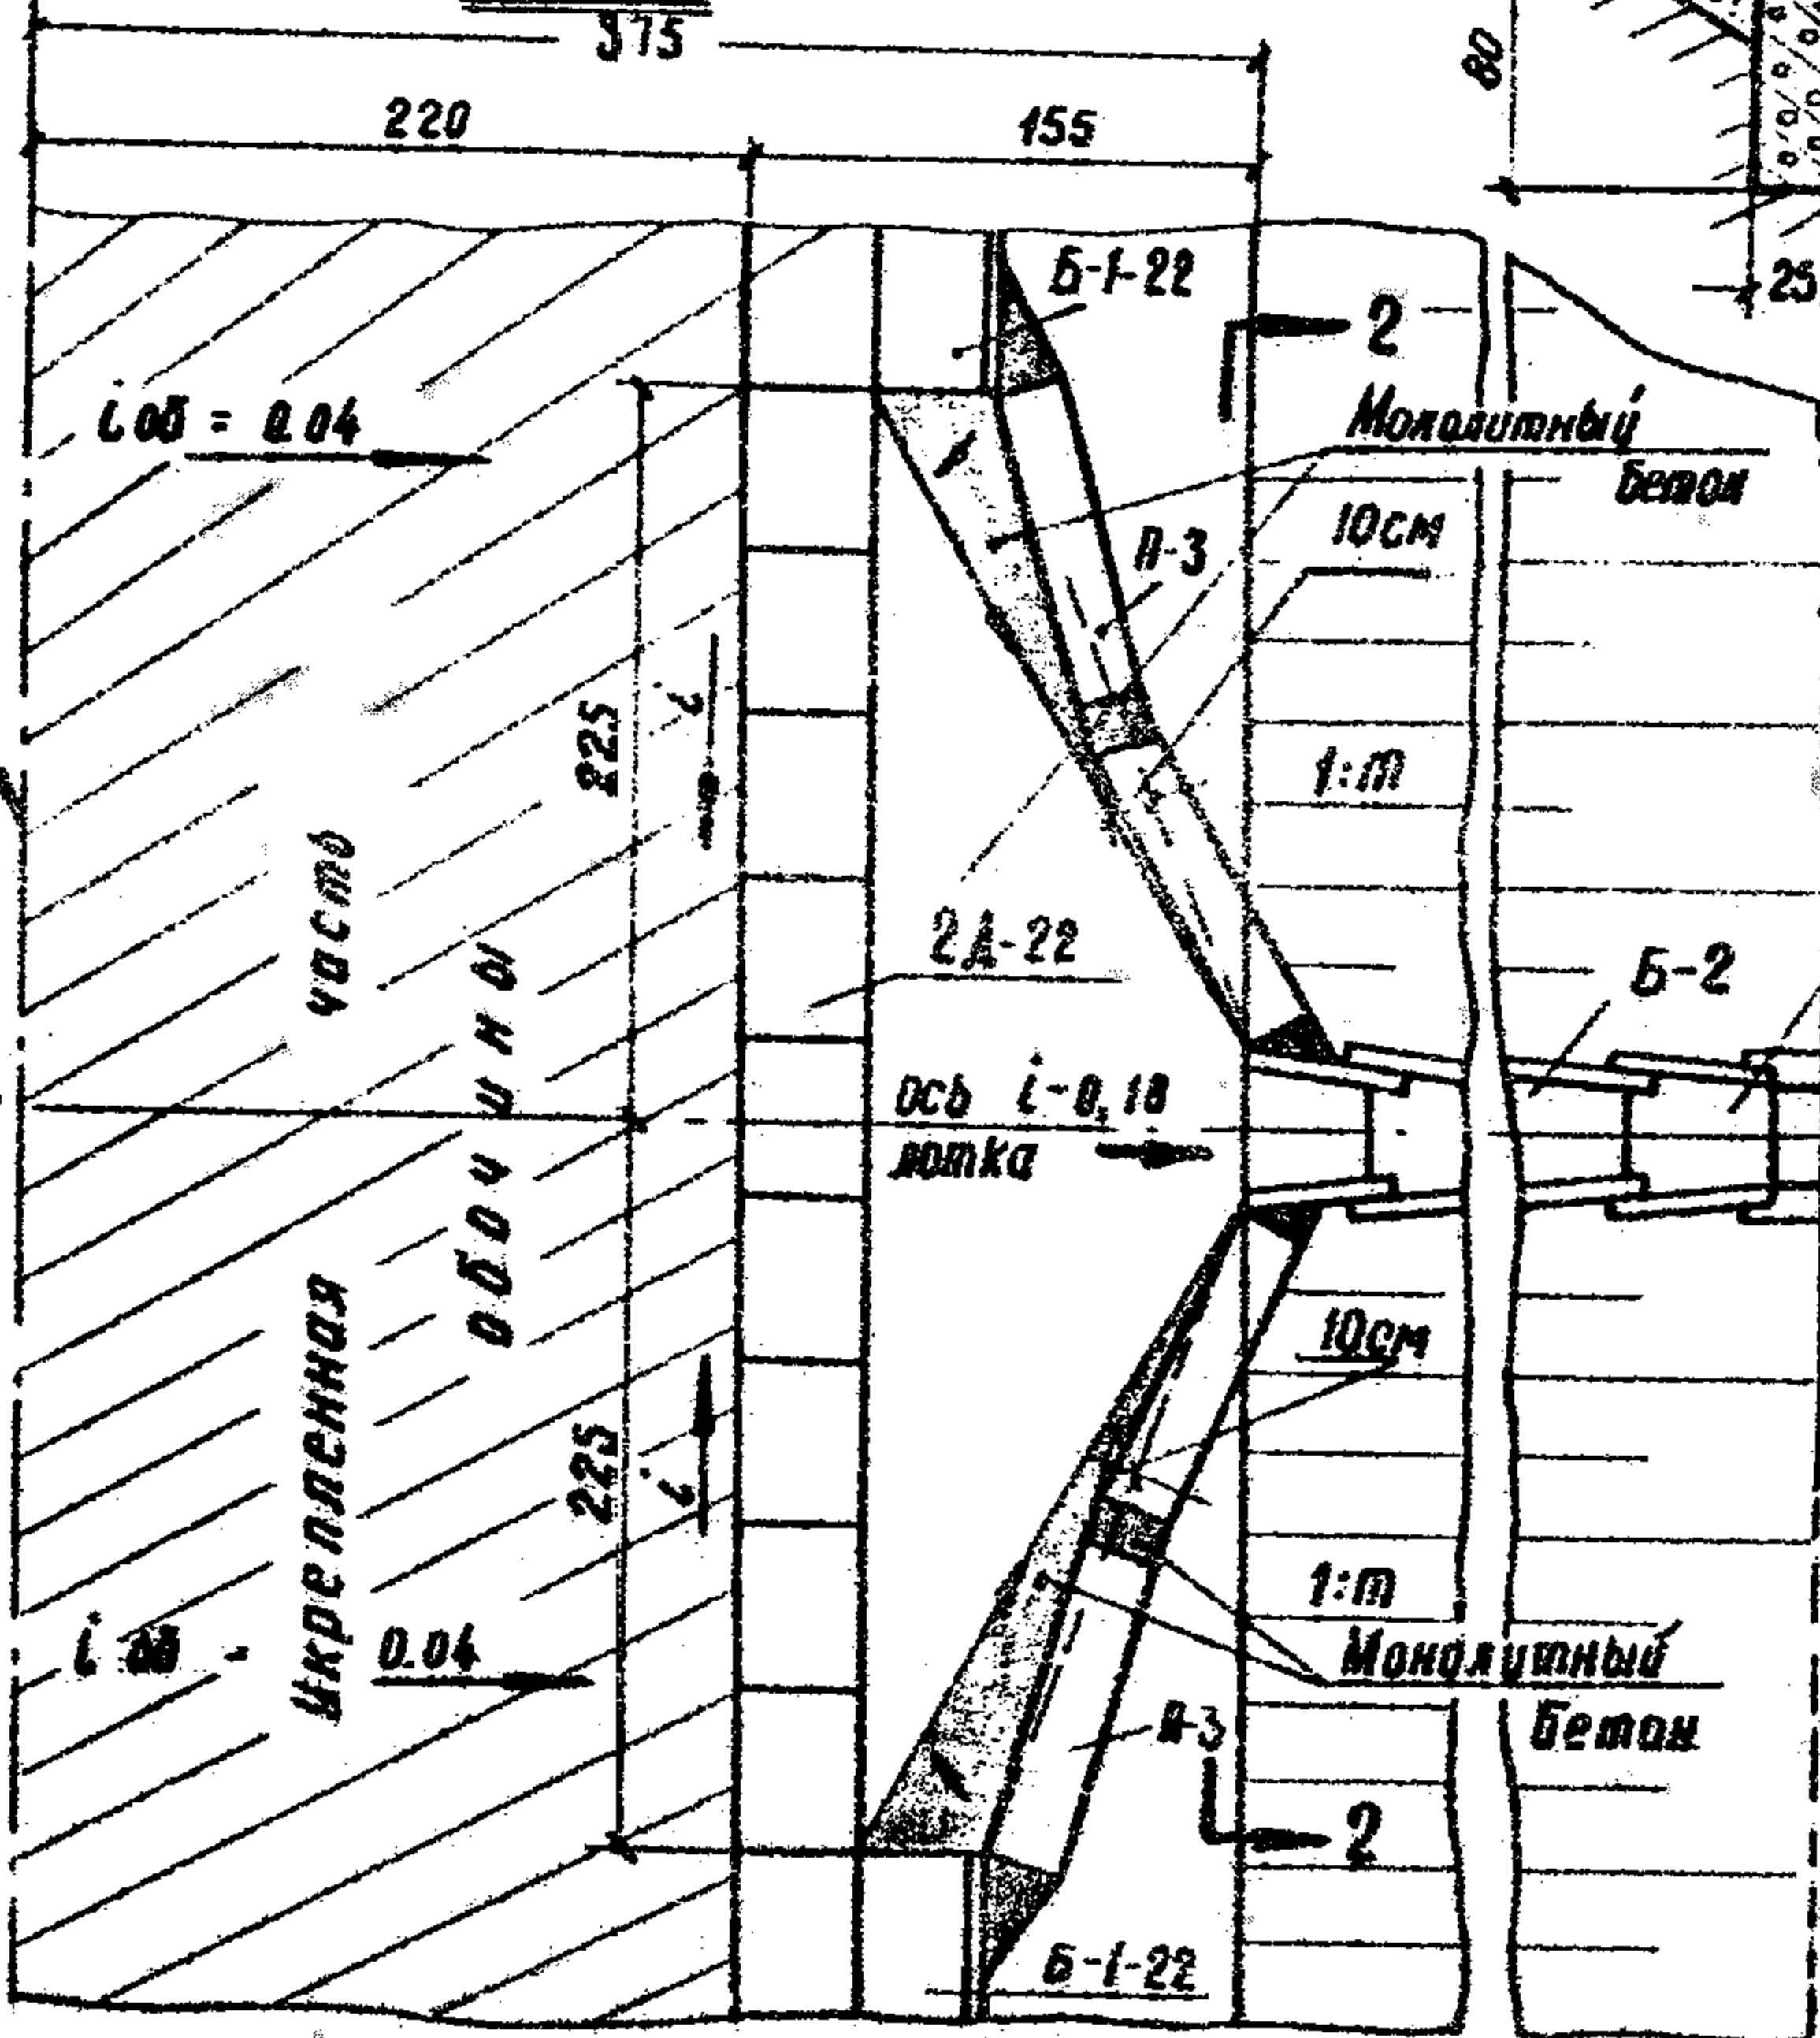 375
80
220
155
Б-1-22
25
2
i об = 0.04
Монолитный
бетон
10см
П-3
225
i
1:m
часть
обочины
2Д-22
Б-2
ось i-0,18
лотка
10см
Укрепленная
225
i
1:m
i об - 0.04
Монолитный
Бетон
П-3
2
Б-1-22